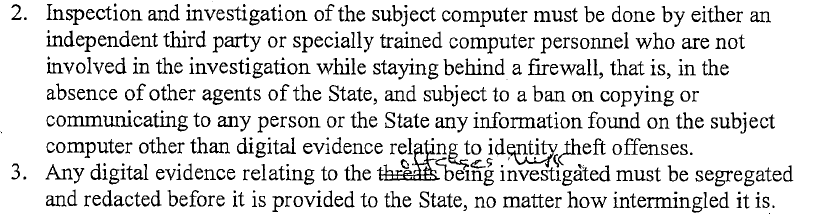 2. Inspection and investigation of the subject computer must be done by either an
independent third party or specially trained computer personnel who are not
involved in the investigation while staying behind a firewall, that is, in the
absence of other agents of the State, and subject to a ban on copying or
communicating to any person or the State any information found on the subject
computer other than digital evidence relating to identity theft offenses.
offenses
3. Any digital evidence relating to the threats being investigated must be segregated
and redacted before it is provided to the State, no matter how intermingled it is.